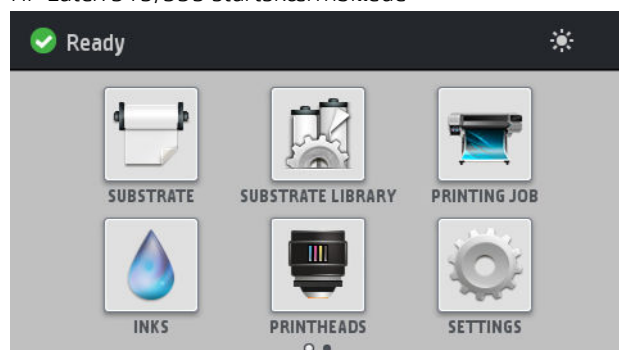 Ready
SUBSTRATE SUBSTRATE LIBRARY PRINTING JOB
INKS PRINTHEADS SETTINGS